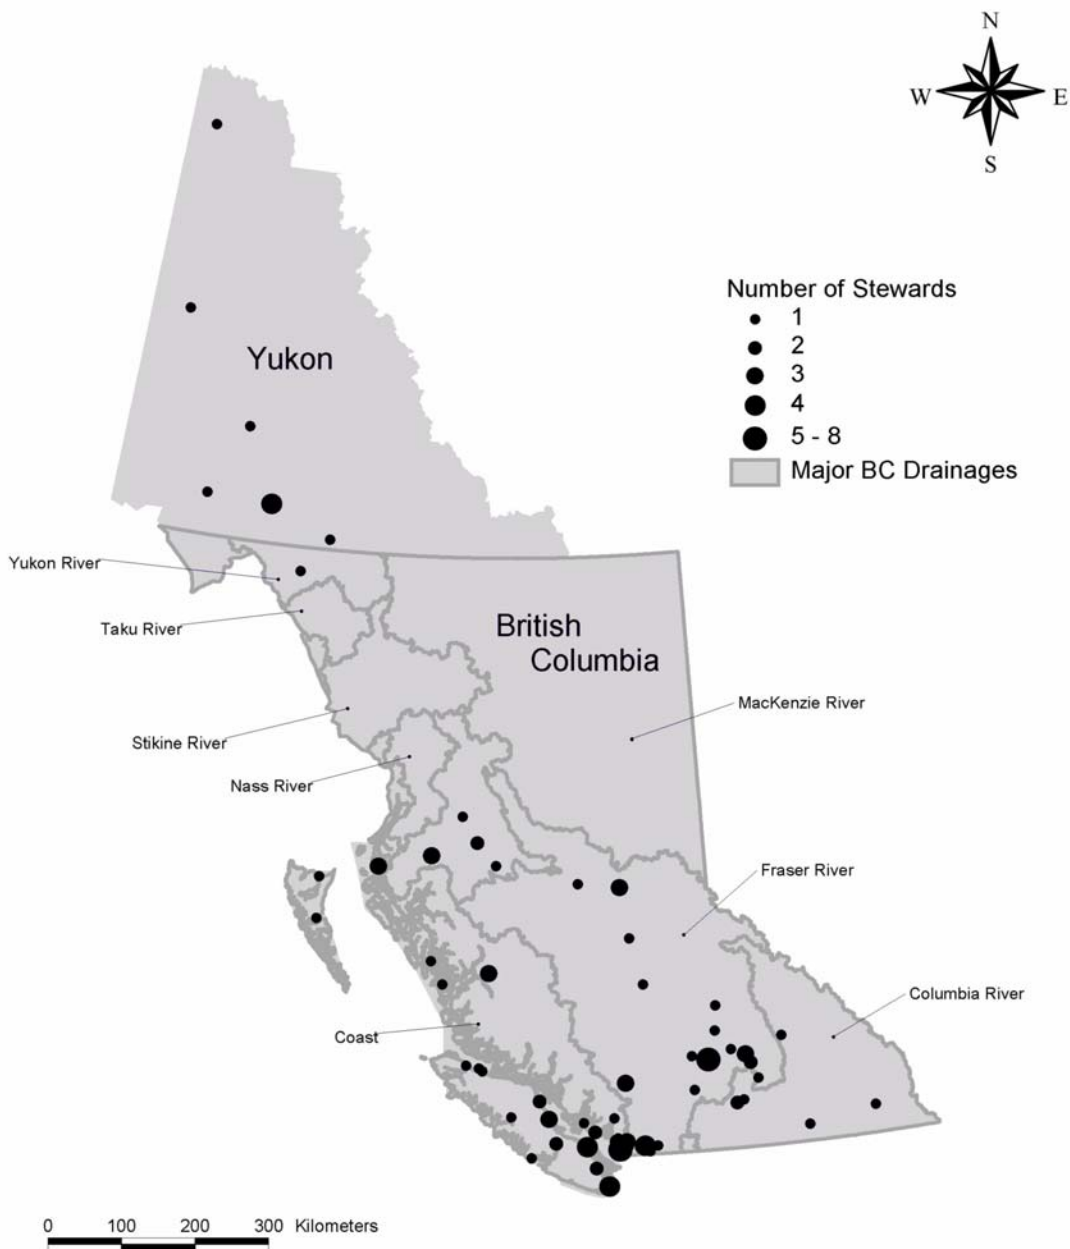 N
W
E
S
Number of Stewards
1
2
3
4
5 - 8
Major BC Drainages
Yukon
Yukon River
Taku River
British
Columbia
MacKenzie River
Stikine River
Nass River
Fraser River
Columbia River
Coast
0 100 200 300 Kilometers